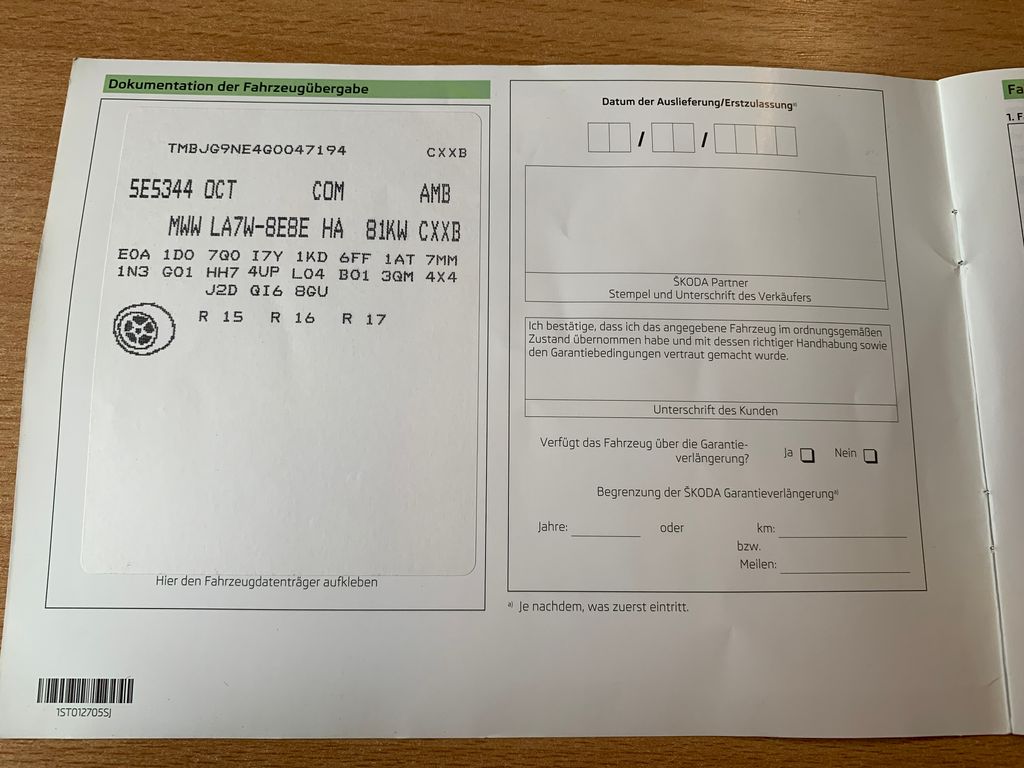 Dokumentation der Fahrzeugübergabe
TMBJG9NE4G0047194 CXXB
5E5344 OCT COM AMB
MWW LA7W-8E8E HA 81KW CXXB
E0A 1D0 7Q0 I7Y 1KD 6FF 1AT 7MM
1N3 G01 HH7 4UP L04 B01 3QM 4X4
J2D QI6 8GU
R 15 R 16 R 17
Hier den Fahrzeugdatenträger aufkleben
1ST012705SJ
Datum der Auslieferung/Erstzulassung a)
/ /
ŠKODA Partner
Stempel und Unterschrift des Verkäufers
Ich bestätige, dass ich das angegebene Fahrzeug im ordnungsgemäßen
Zustand übernommen habe und mit dessen richtiger Handhabung sowie
den Garantiebedingungen vertraut gemacht wurde.
Unterschrift des Kunden
Verfügt das Fahrzeug über die Garantie-
verlängerung?
Ja Nein
Begrenzung der ŠKODA Garantieverlängerung a)
Jahre: oder km:
bzw.
Meilen:
a) Je nachdem, was zuerst eintritt.
Fa
1. F